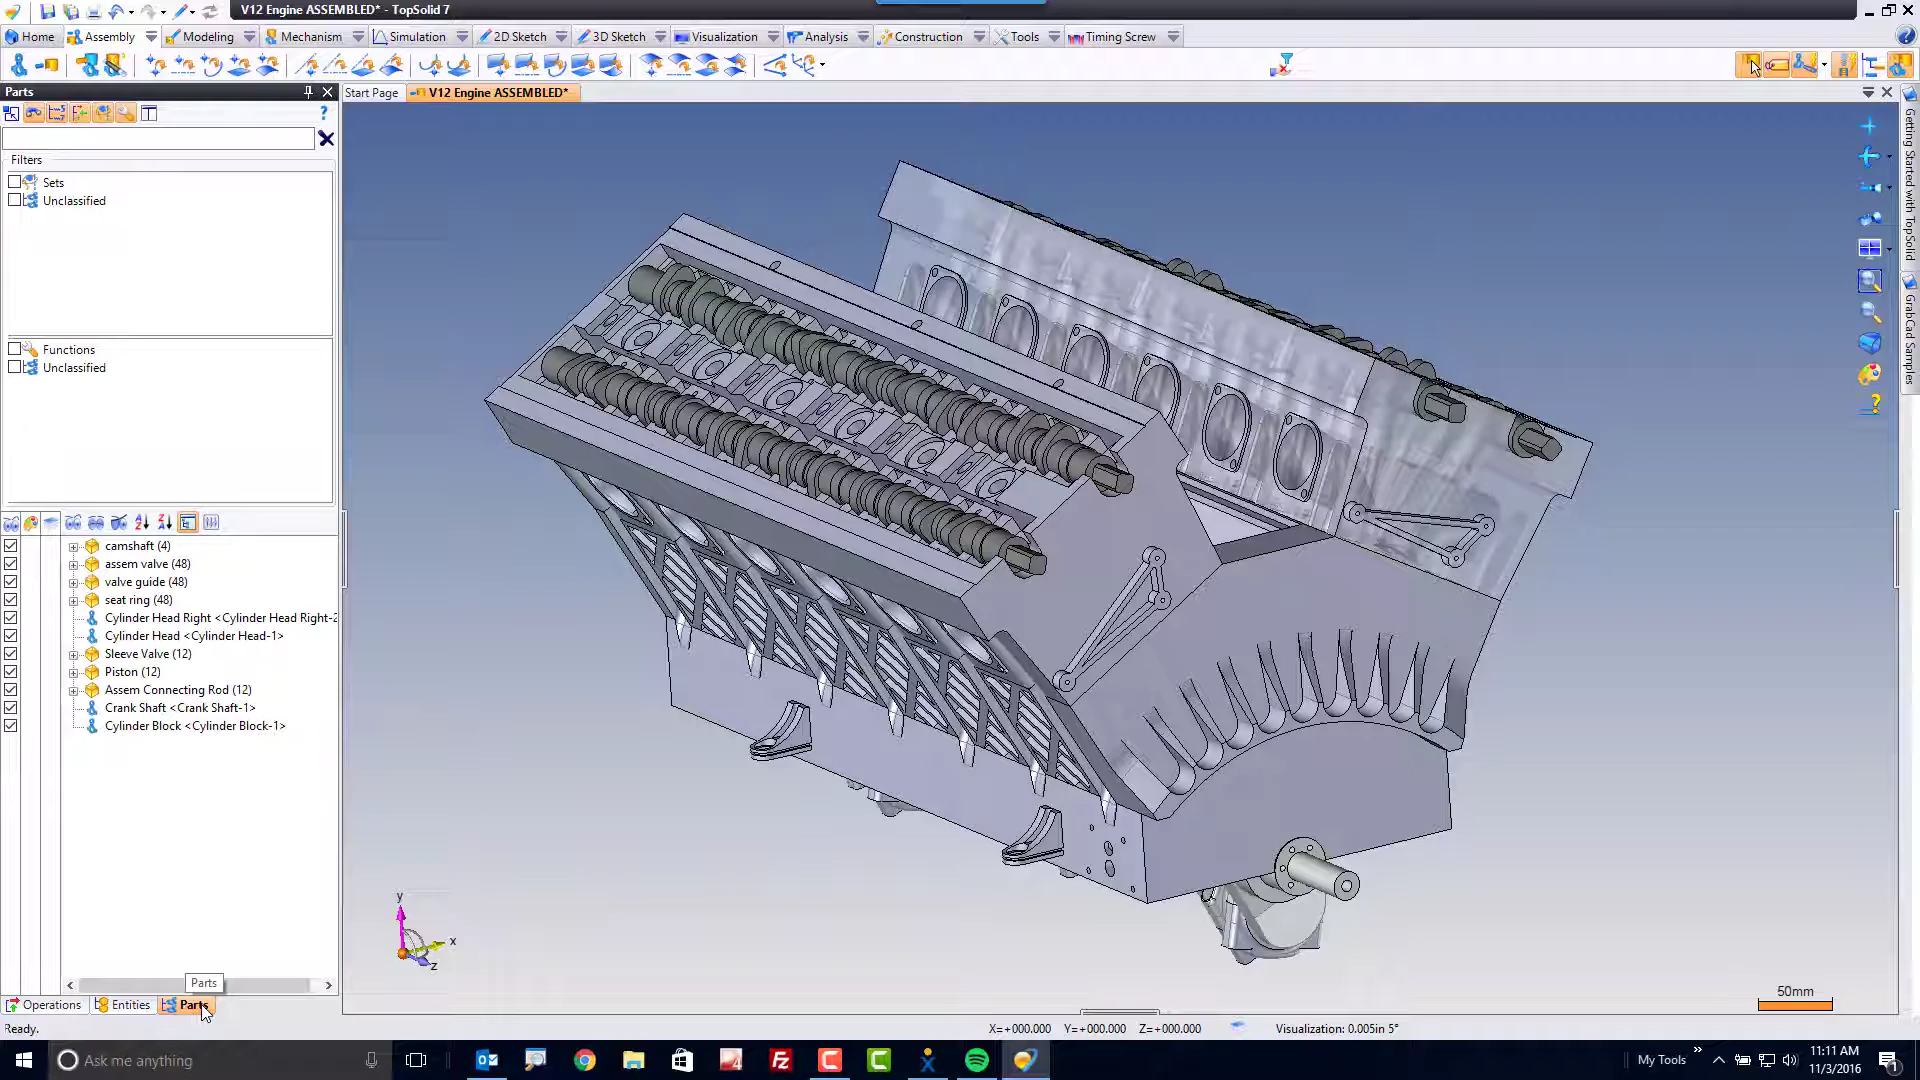 V12 Engine ASSEMBLED* - TopSolid 7
Home Assembly Modeling Mechanism Simulation 2D Sketch 3D Sketch Visualization Analysis Construction Tools Timing Screw
Parts
Start Page V12 Engine ASSEMBLED*
Filters
Sets
Unclassified
Functions
Unclassified
camshaft (4)
assem valve (48)
valve guide (48)
seat ring (48)
Cylinder Head Right <Cylinder Head Right-2
Cylinder Head <Cylinder Head-1>
Sleeve Valve (12)
Piston (12)
Assem Connecting Rod (12)
Crank Shaft <Crank Shaft-1>
Cylinder Block <Cylinder Block-1>
Parts
Operations Entities Parts
Getting Started with TopSolid
GrabCad Samples
y
x
z
50mm
Ready.
X=+000.000 Y=+000.000 Z=+000.000 Visualization: 0.005in 5°
Ask me anything
My Tools
11:11 AM
11/3/2016